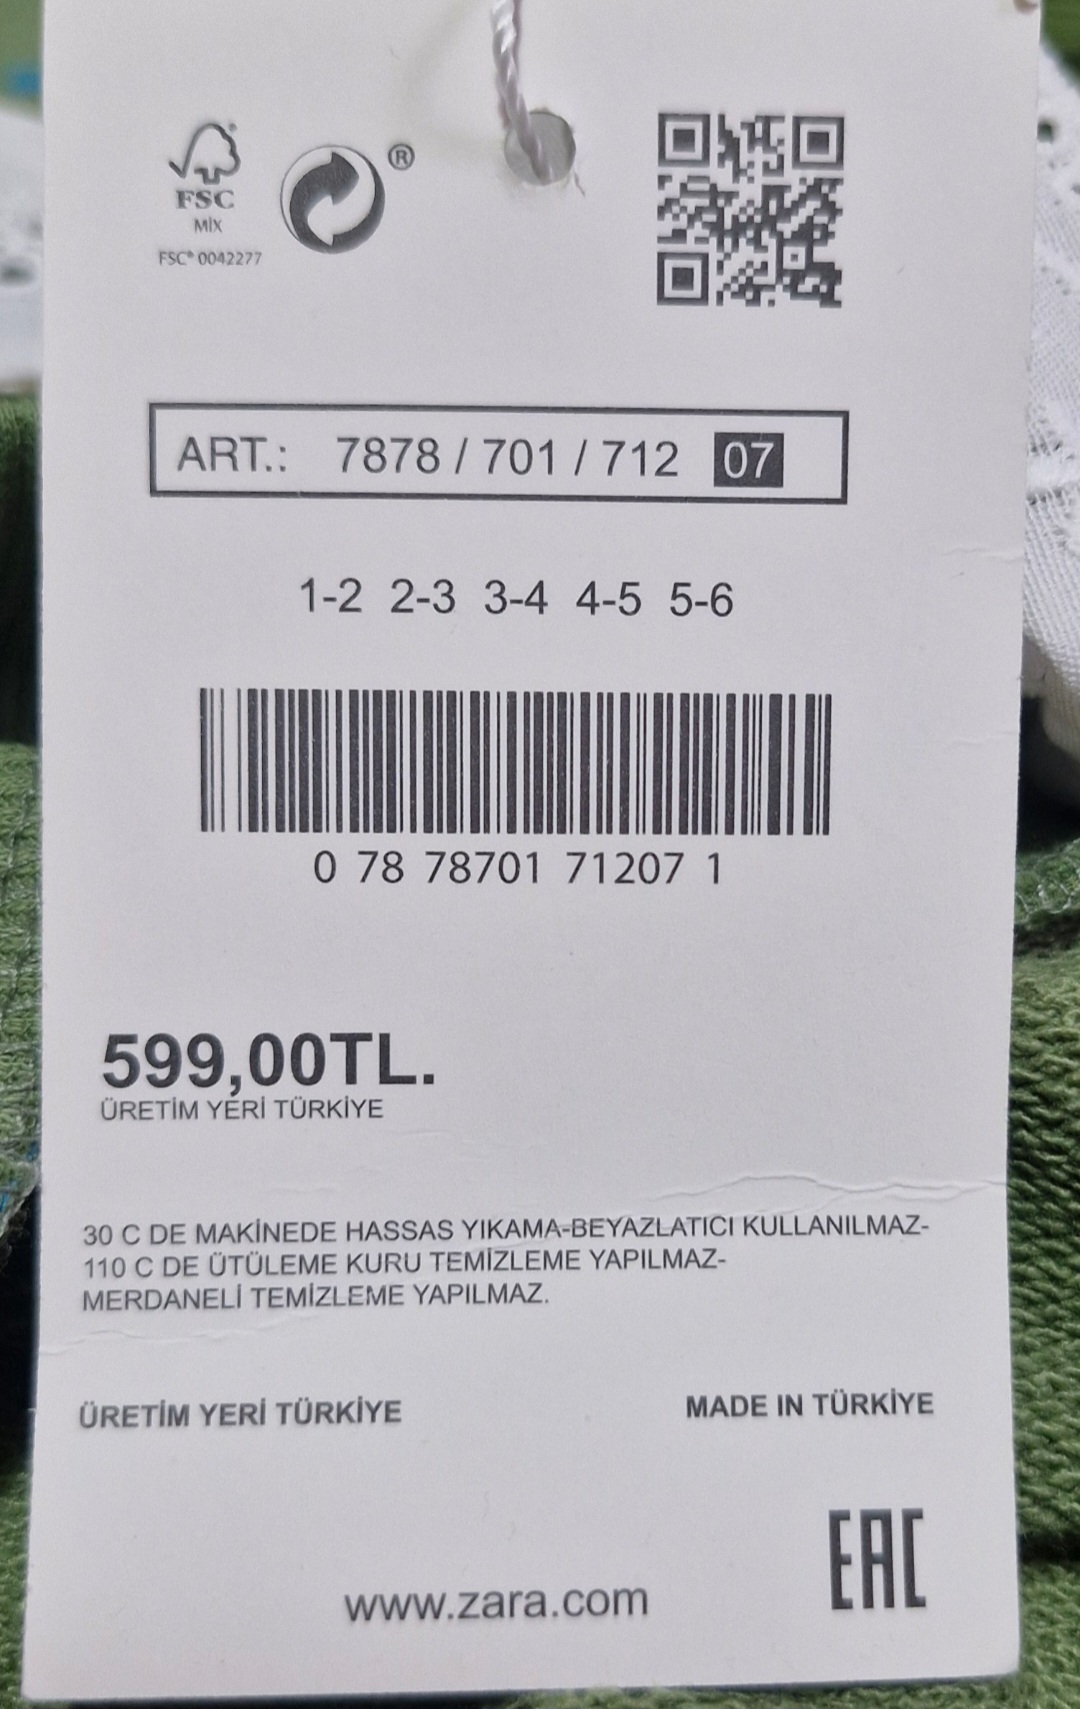 FSC
MİX
FSC® 0042277
®
ART.: 7878 / 701 / 712 07
1-2 2-3 3-4 4-5 5-6
0 78 78701 71207 1
599,00TL.
ÜRETİM YERİ TÜRKİYE
30 C DE MAKİNEDE HASSAS YIKAMA-BEYAZLATICI KULLANILMAZ-
110 C DE ÜTÜLEME KURU TEMİZLEME YAPILMAZ-
MERDANELİ TEMİZLEME YAPILMAZ.
ÜRETİM YERİ TÜRKİYE MADE IN TÜRKİYE
EAC
www.zara.com